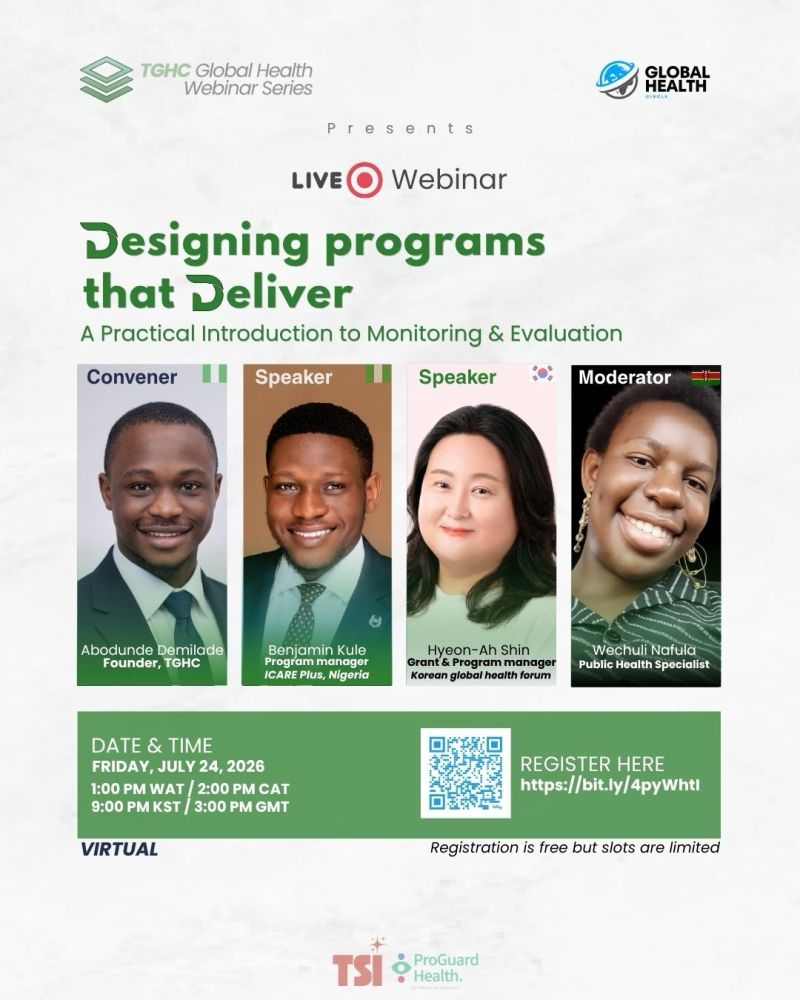 TGHC Global Health
Webinar Series
GLOBAL
HEALTH
CIRCLE
Presents
LIVE Webinar
Designing programs
that Deliver
A Practical Introduction to Monitoring & Evaluation
Convener
Abodunde Demilade
Founder, TGHC
Speaker
Benjamin Kule
Program manager
ICARE Plus, Nigeria
Speaker
Hyeon-Ah Shin
Grant & Program manager
Korean global health forum
Moderator
Wechuli Nafula
Public Health Specialist
DATE & TIME
FRIDAY, JULY 24, 2026
1:00 PM WAT / 2:00 PM CAT
9:00 PM KST / 3:00 PM GMT
REGISTER HERE
https://bit.ly/4pyWhtI
VIRTUAL
Registration is free but slots are limited
TSI
ProGuard
Health.